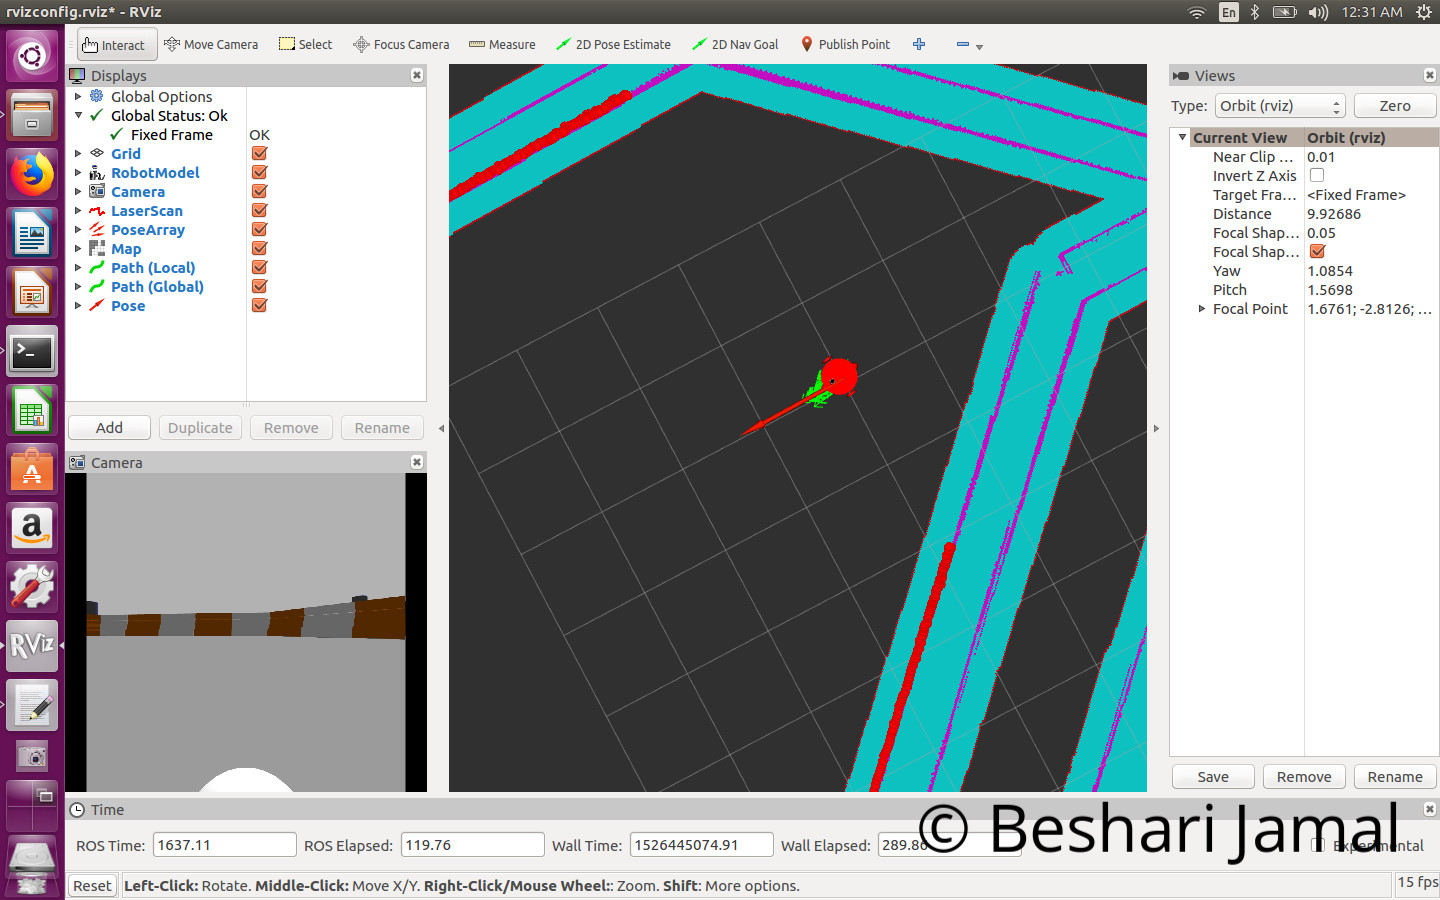 rvizconfig.rviz* - RViz
En
12:31 AM
Interact Move Camera Select Focus Camera Measure 2D Pose Estimate 2D Nav Goal Publish Point
Displays
Global Options
Global Status: Ok
Fixed Frame OK
Grid
RobotModel
Camera
LaserScan
PoseArray
Map
Path (Local)
Path (Global)
Pose
Add Duplicate Remove Rename
Camera
Views
Type: Orbit (rviz) Zero
Current View Orbit (rviz)
Near Clip ... 0.01
Invert Z Axis
Target Fra... <Fixed Frame>
Distance 9.92686
Focal Shap... 0.05
Focal Shap...
Yaw 1.0854
Pitch 1.5698
Focal Point 1.6761; -2.8126; ...
Save Remove Rename
RViz
a
Time
ROS Time: 1637.11 ROS Elapsed: 119.76 Wall Time: 1526445074.91 Wall Elapsed: 289.86 Experimental
© Beshari Jamal
Reset Left-Click: Rotate. Middle-Click: Move X/Y. Right-Click/Mouse Wheel:: Zoom. Shift: More options. 15 fps